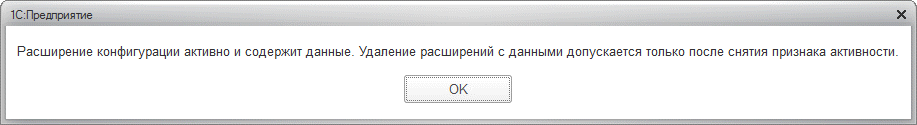 1С:Предприятие
Расширение конфигурации активно и содержит данные. Удаление расширений с данными допускается только после снятия признака активности.
OK